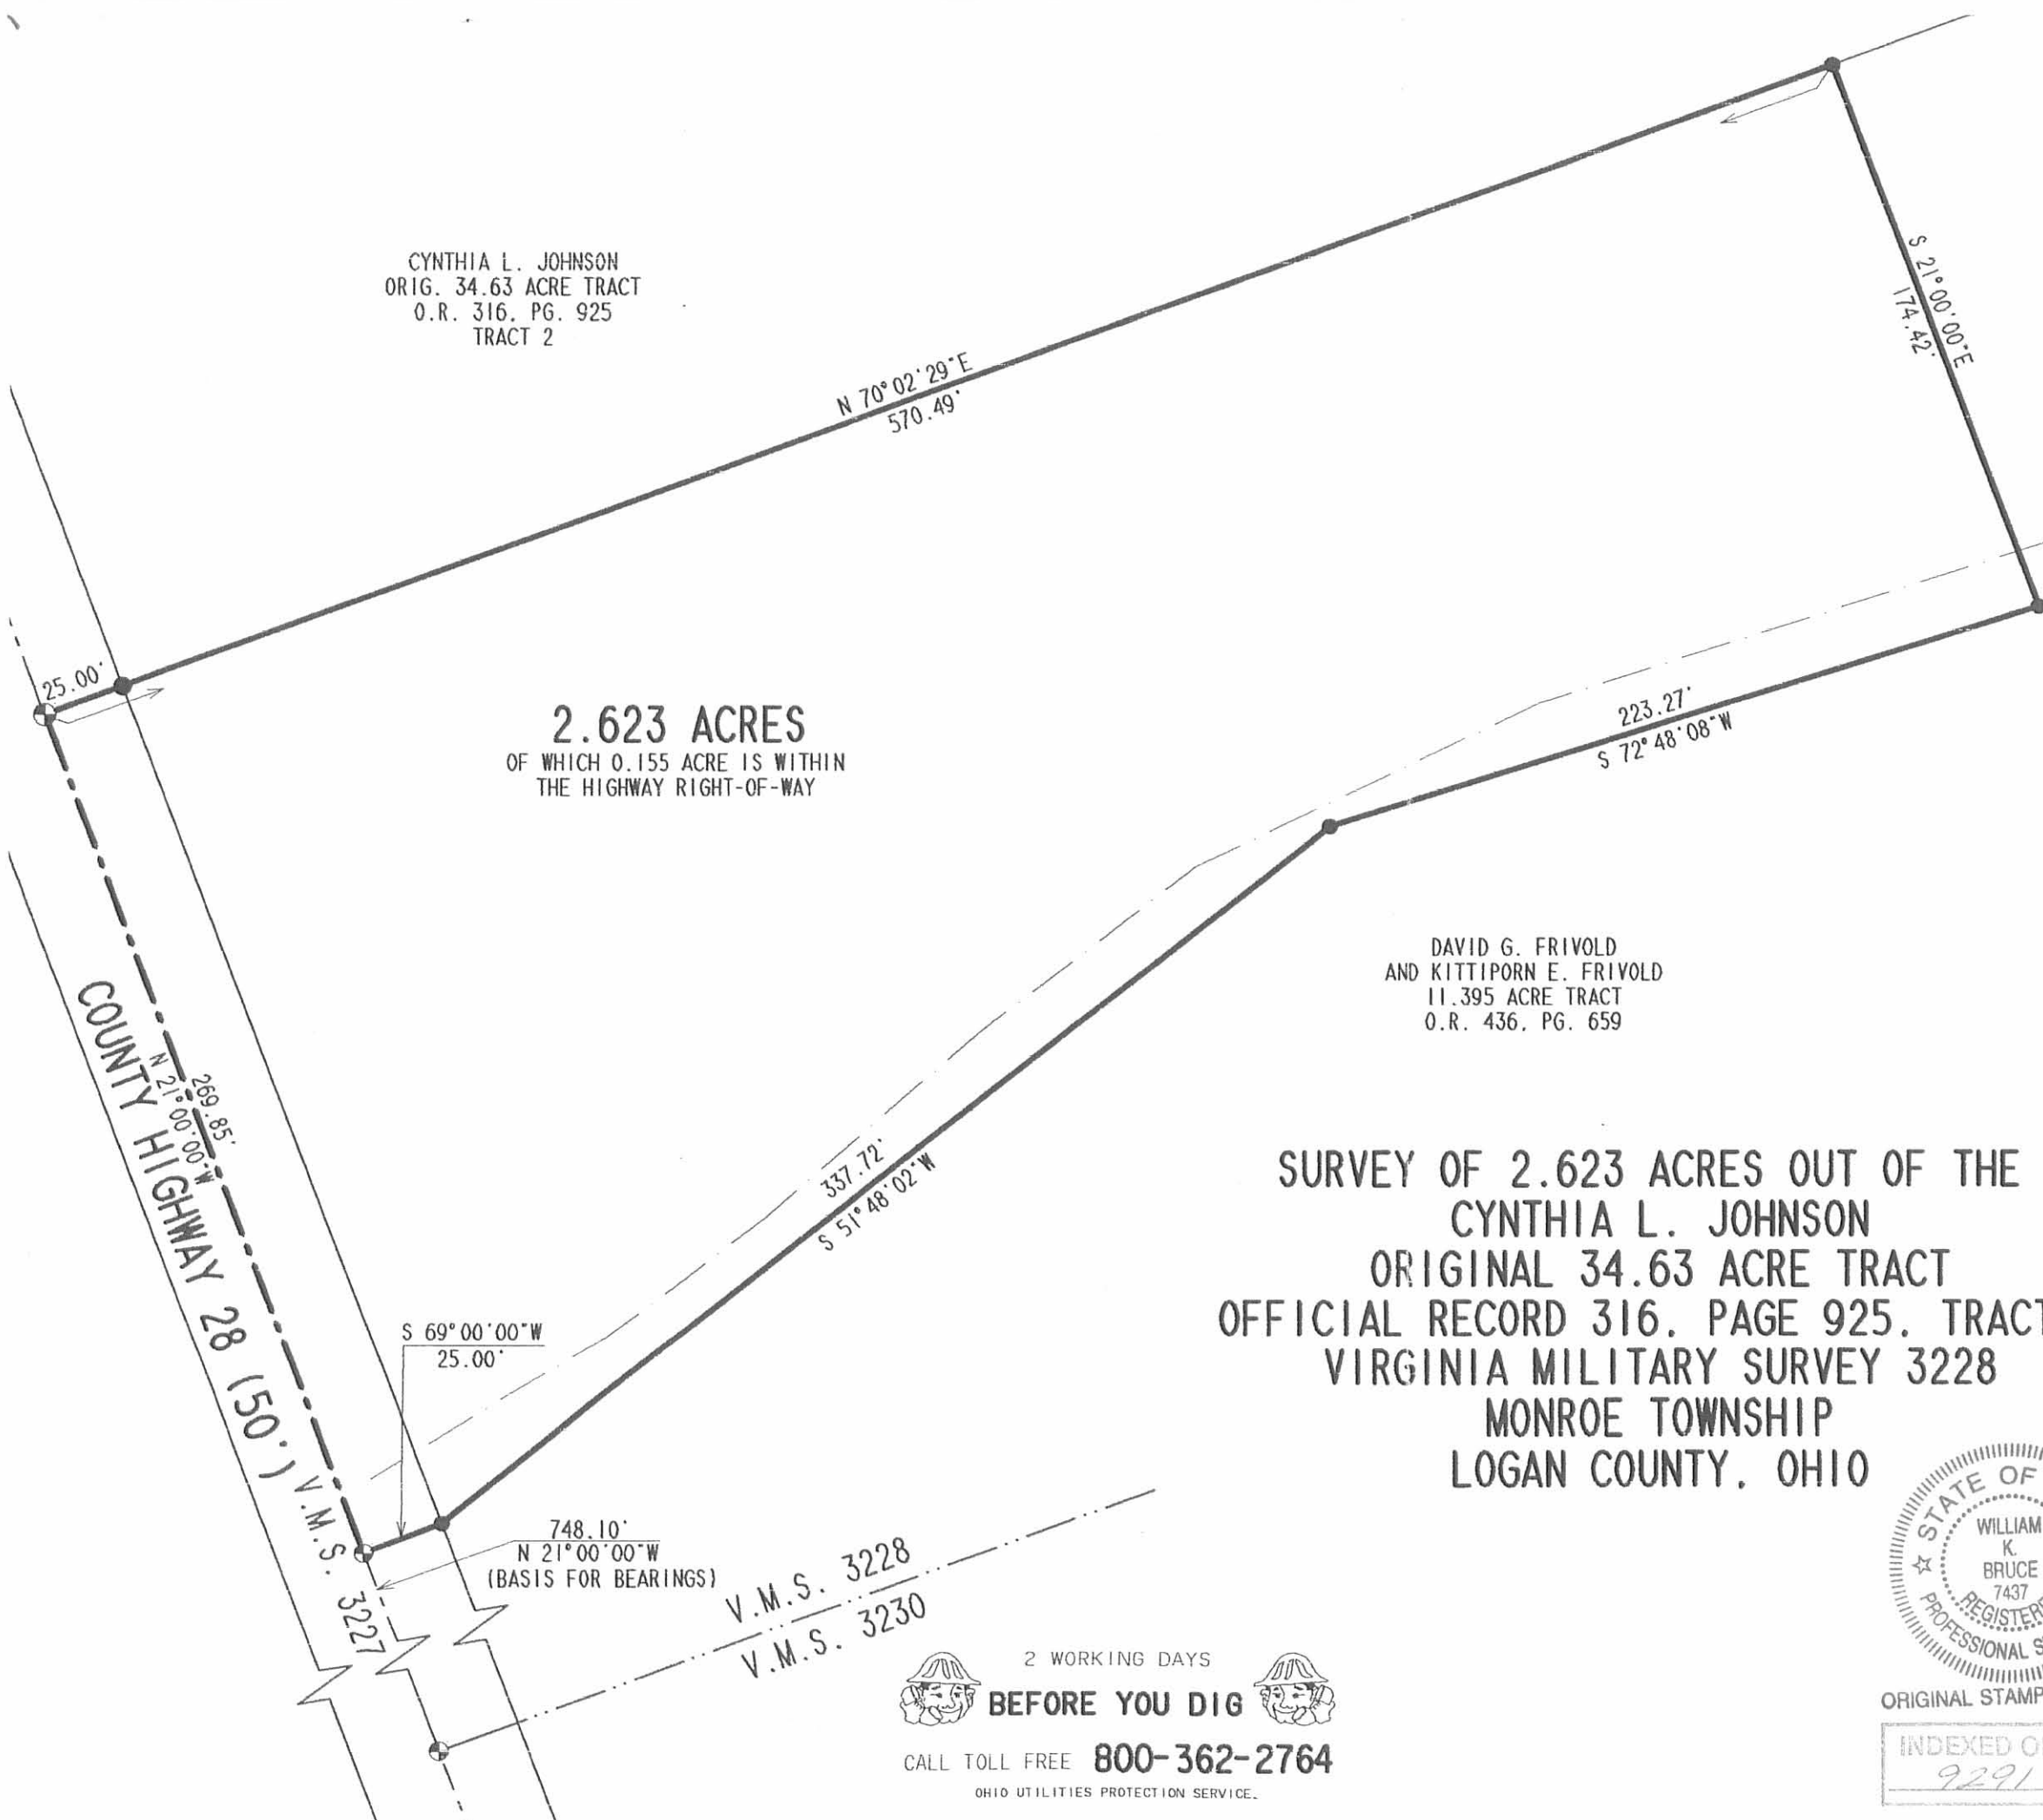 CYNTHIA L. JOHNSON
ORIG. 34.63 ACRE TRACT
O.R. 316, PG. 925
TRACT 2
N 70°02'29"E
570.49'
S 21°00'00"E
174.42'
25.00'
2.623 ACRES
OF WHICH 0.155 ACRE IS WITHIN
THE HIGHWAY RIGHT-OF-WAY
223.27'
S 72°48'08"W
DAVID G. FRIVOLD
AND KITTIPORN E. FRIVOLD
11.395 ACRE TRACT
O.R. 436, PG. 659
269.85'
N 21°00'00"W
COUNTY HIGHWAY 28 (50')
337.72'
S 51°48'02"W
S 69°00'00"W
25.00'
748.10'
N 21°00'00"W
(BASIS FOR BEARINGS)
V.M.S. 3227
V.M.S. 3228
V.M.S. 3230
SURVEY OF 2.623 ACRES OUT OF THE
CYNTHIA L. JOHNSON
ORIGINAL 34.63 ACRE TRACT
OFFICIAL RECORD 316, PAGE 925, TRACT
VIRGINIA MILITARY SURVEY 3228
MONROE TOWNSHIP
LOGAN COUNTY, OHIO
STATE OF
WILLIAM
K.
BRUCE
7437
REGISTERE
PROFESSIONAL S
ORIGINAL STAMP
INDEXED O
9291
2 WORKING DAYS
BEFORE YOU DIG
CALL TOLL FREE 800-362-2764
OHIO UTILITIES PROTECTION SERVICE.